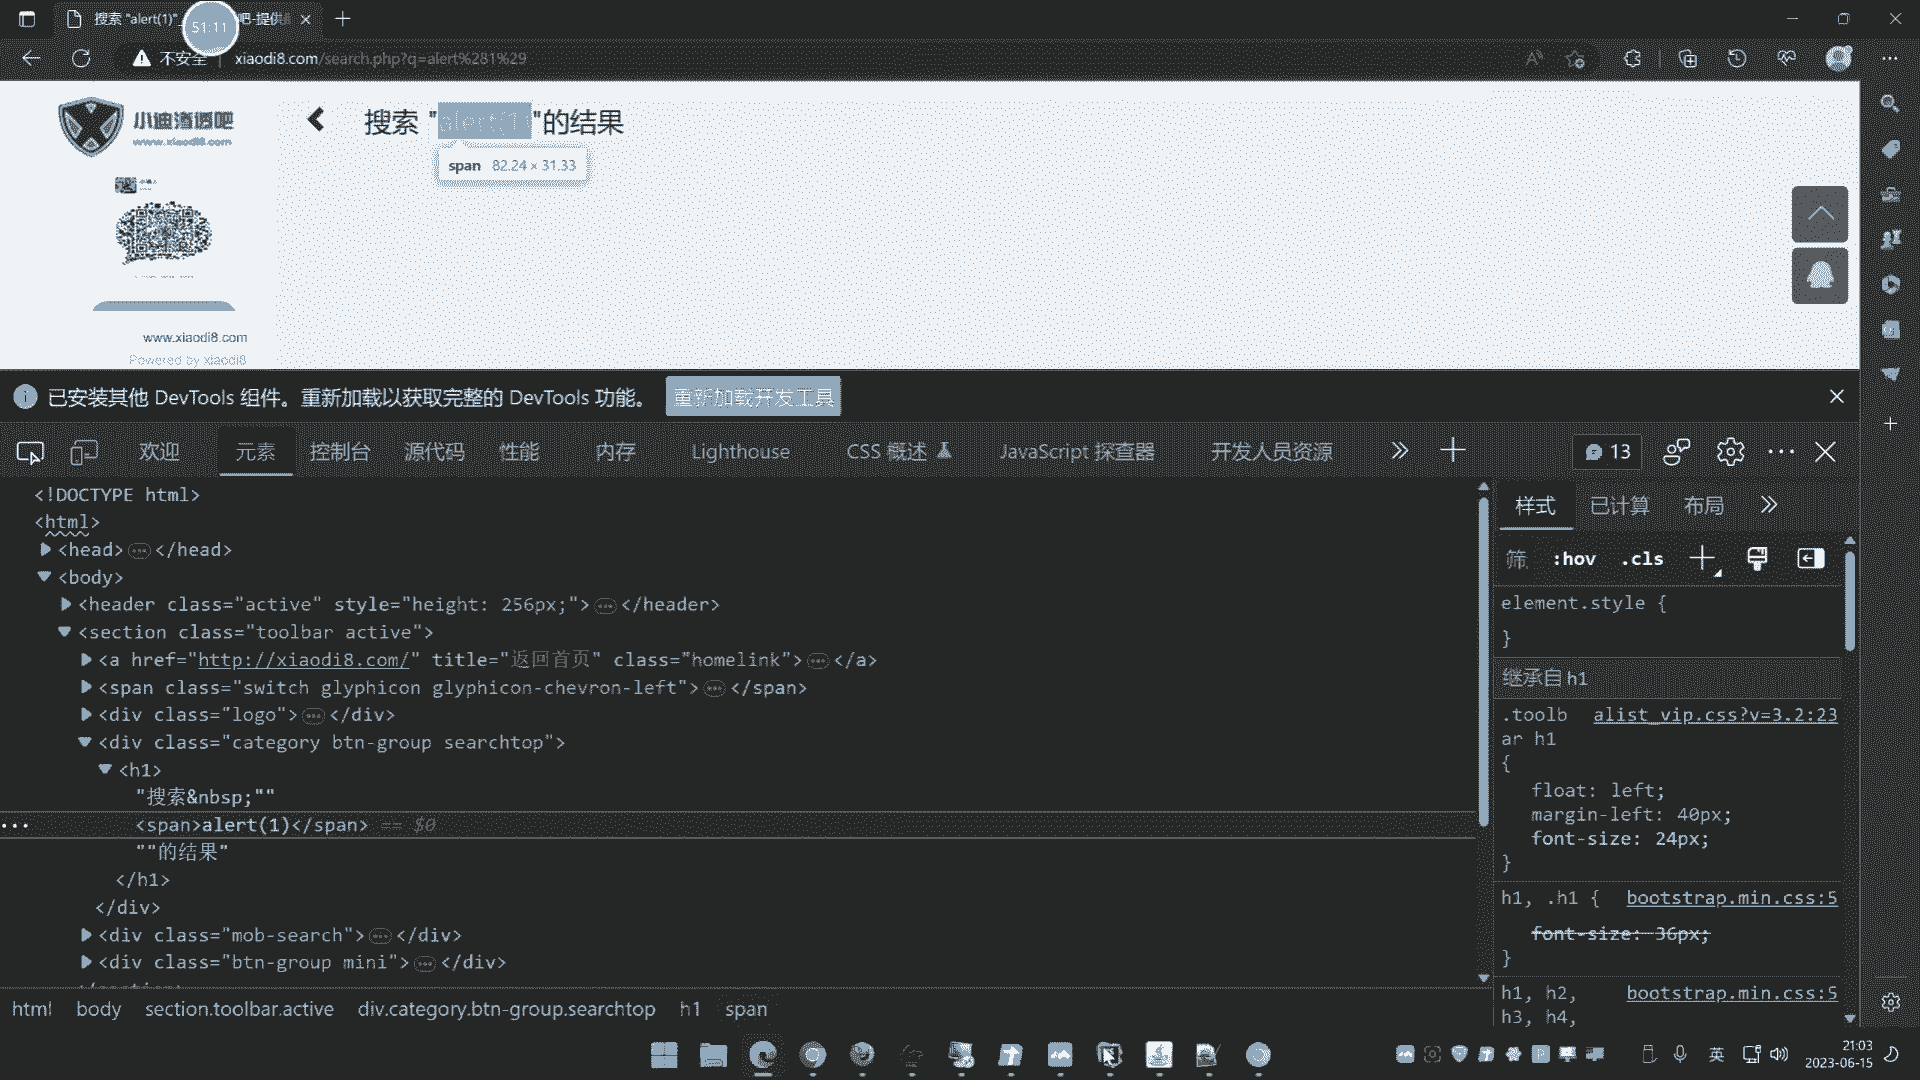 搜索 "alert(1)"
吧-提供
51:11
不安全
xiaodi8.com/search.php?q=alert%281%29
小迪渗透吧
www.xiaodi8.com
搜索 "alert(1)"的结果
span 82.24 × 31.33
www.xiaodi8.com
Powered by xiaodi8
已安装其他 DevTools 组件。重新加载以获取完整的 DevTools 功能。
重新加载开发工具
欢迎 元素 控制台 源代码 性能 内存 Lighthouse CSS 概述 JavaScript 探查器 开发人员资源
13
<!DOCTYPE html>
<html>
<head>…</head>
<body>
<header class="active" style="height: 256px;">…</header>
<section class="toolbar active">
<a href="http://xiaodi8.com/" title="返回首页" class="homelink">…</a>
<span class="switch glyphicon glyphicon-chevron-left">…</span>
<div class="logo">…</div>
<div class="category btn-group searchtop">
<h1>
"搜索&nbsp;""
<span>alert(1)</span> == $0
""的结果"
</h1>
</div>
<div class="mob-search">…</div>
<div class="btn-group mini">…</div>
html body section.toolbar.active div.category.btn-group.searchtop h1 span
样式 已计算 布局
筛 :hov .cls
element.style {
}
继承自 h1
.toolb alist_vip.css?v=3.2:23
ar h1
{
float: left;
margin-left: 40px;
font-size: 24px;
}
h1, .h1 { bootstrap.min.css:5
font-size: 36px;
}
h1, h2, bootstrap.min.css:5
h3, h4,
英
21:03
2023-06-15